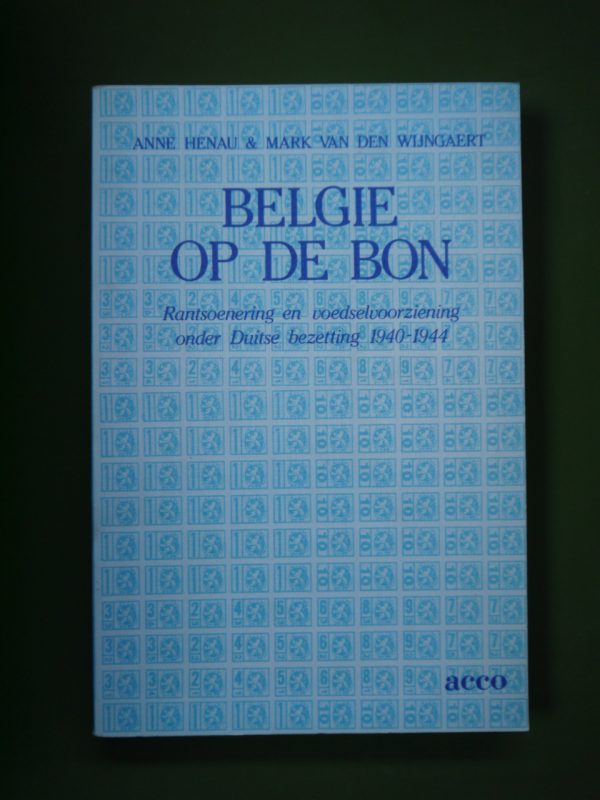 ANNE HENAU & MARK VAN DEN WIJNGAERT
BELGIE
OP DE BON
Rantsoenering en voedselvoorziening
onder Duitse bezetting 1940-1944
acco